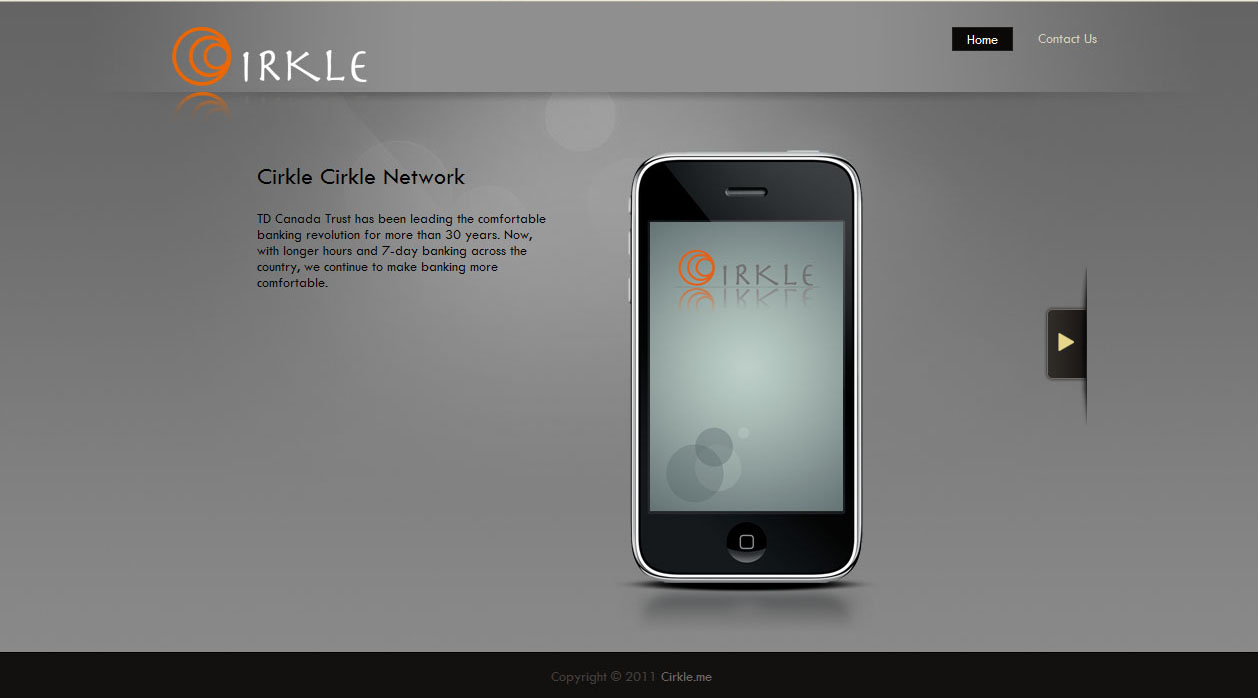 CIRKLE
Home
Contact Us
Cirkle Cirkle Network
TD Canada Trust has been leading the comfortable
banking revolution for more than 30 years. Now,
with longer hours and 7-day banking across the
country, we continue to make banking more
comfortable.
CIRKLE
Copyright © 2011 Cirkle.me